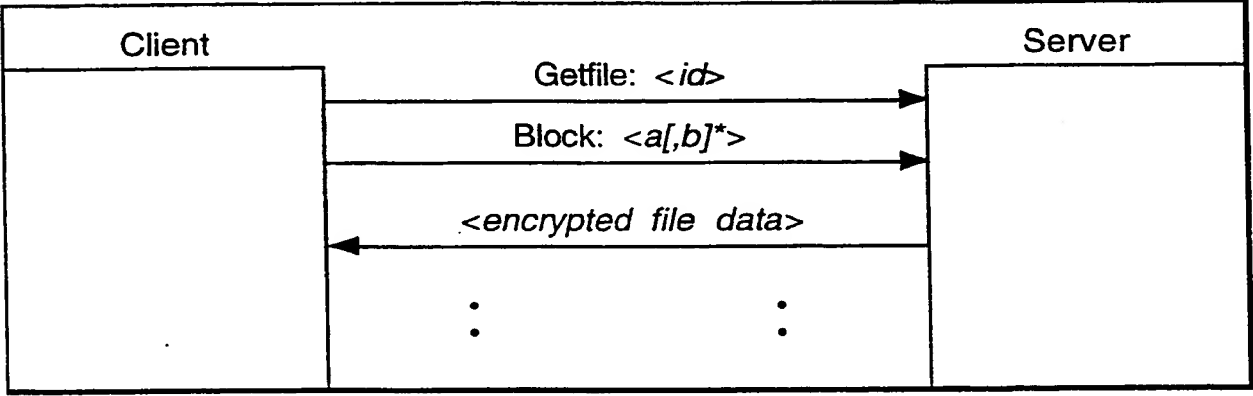 Client
Server
Getfile: <id>
Block: <a[,b]*>
<encrypted file data>